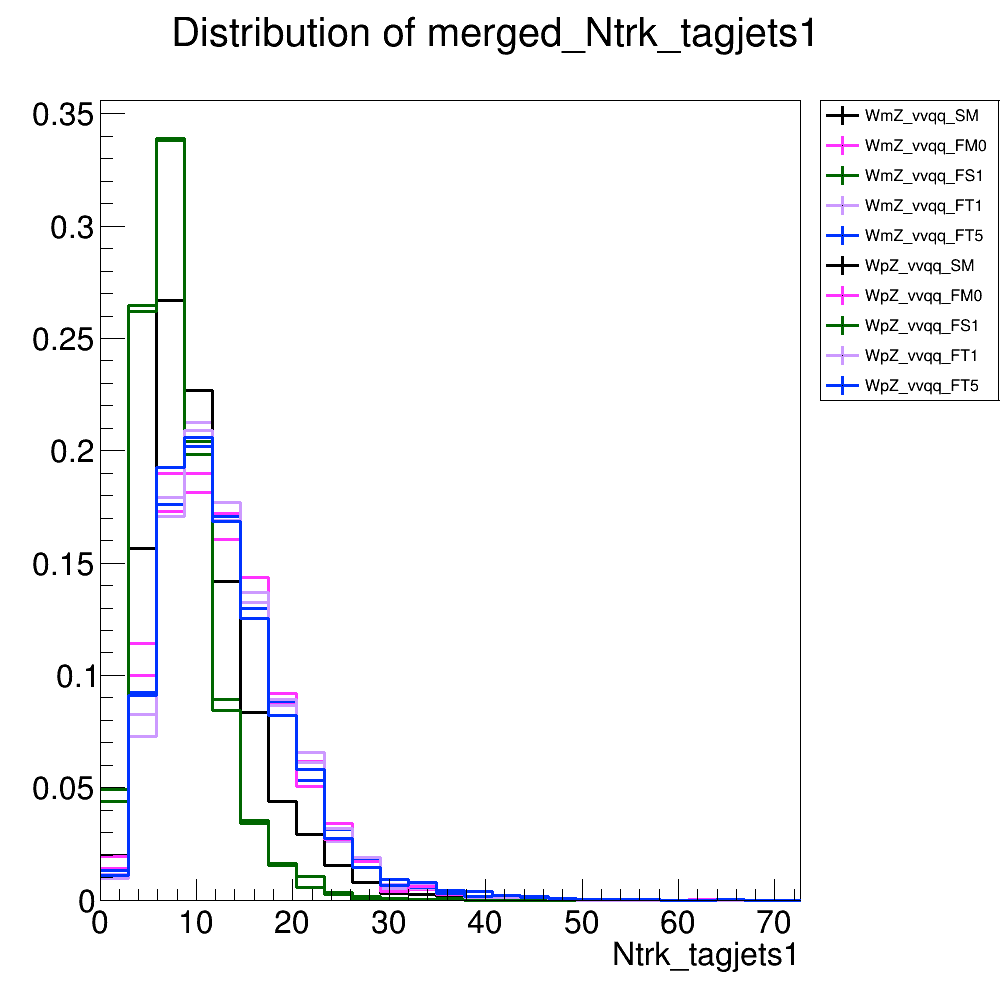 Distribution of merged_Ntrk_tagjets1
0.35
0.3
0.25
0.2
0.15
0.1
0.05
0
0 10 20 30 40 50 60 70
Ntrk_tagjets1
WmZ_vvqq_SM
WmZ_vvqq_FM0
WmZ_vvqq_FS1
WmZ_vvqq_FT1
WmZ_vvqq_FT5
WpZ_vvqq_SM
WpZ_vvqq_FM0
WpZ_vvqq_FS1
WpZ_vvqq_FT1
WpZ_vvqq_FT5